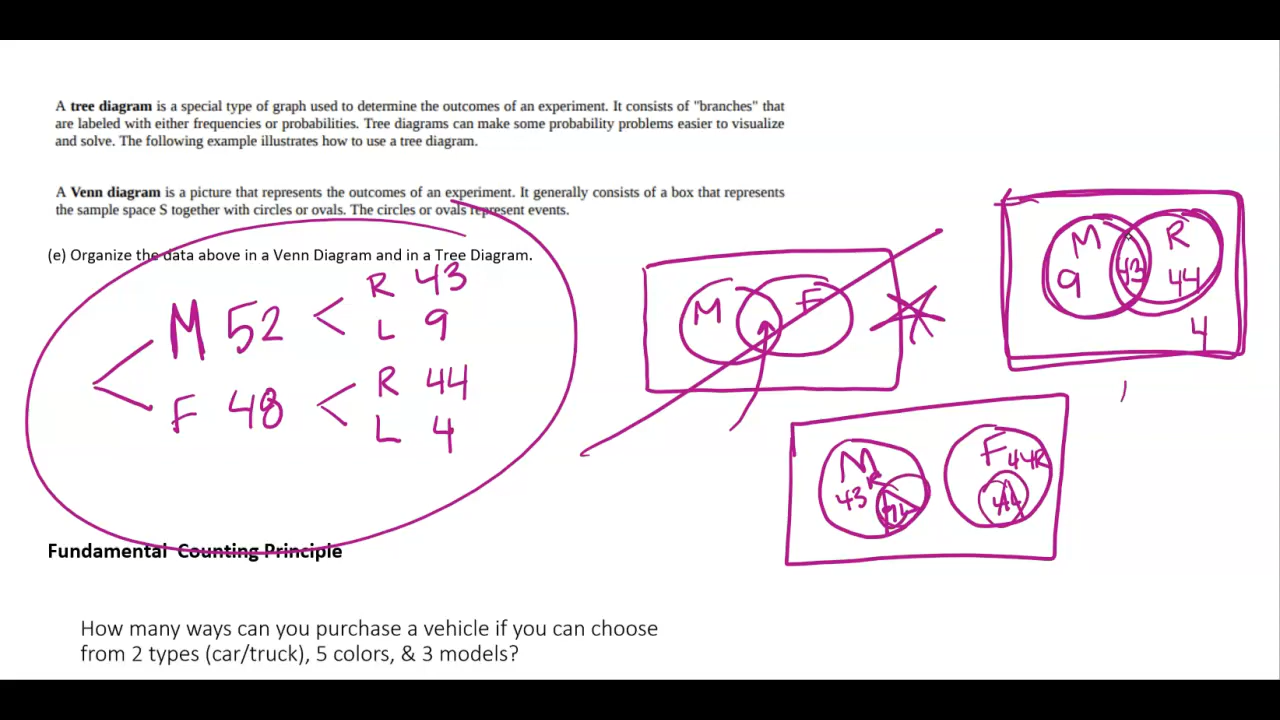 A tree diagram is a special type of graph used to determine the outcomes of an experiment. It consists of "branches" that
are labeled with either frequencies or probabilities. Tree diagrams can make some probability problems easier to visualize
and solve. The following example illustrates how to use a tree diagram.
A Venn diagram is a picture that represents the outcomes of an experiment. It generally consists of a box that represents
the sample space S together with circles or ovals. The circles or ovals represent events.
(e) Organize the data above in a Venn Diagram and in a Tree Diagram.
M 52 < R 43
L 9
F 48 < R 44
L 4
M F
M R
9 43 44
4
M F
43 R 44R
Fundamental Counting Principle
How many ways can you purchase a vehicle if you can choose
from 2 types (car/truck), 5 colors, & 3 models?